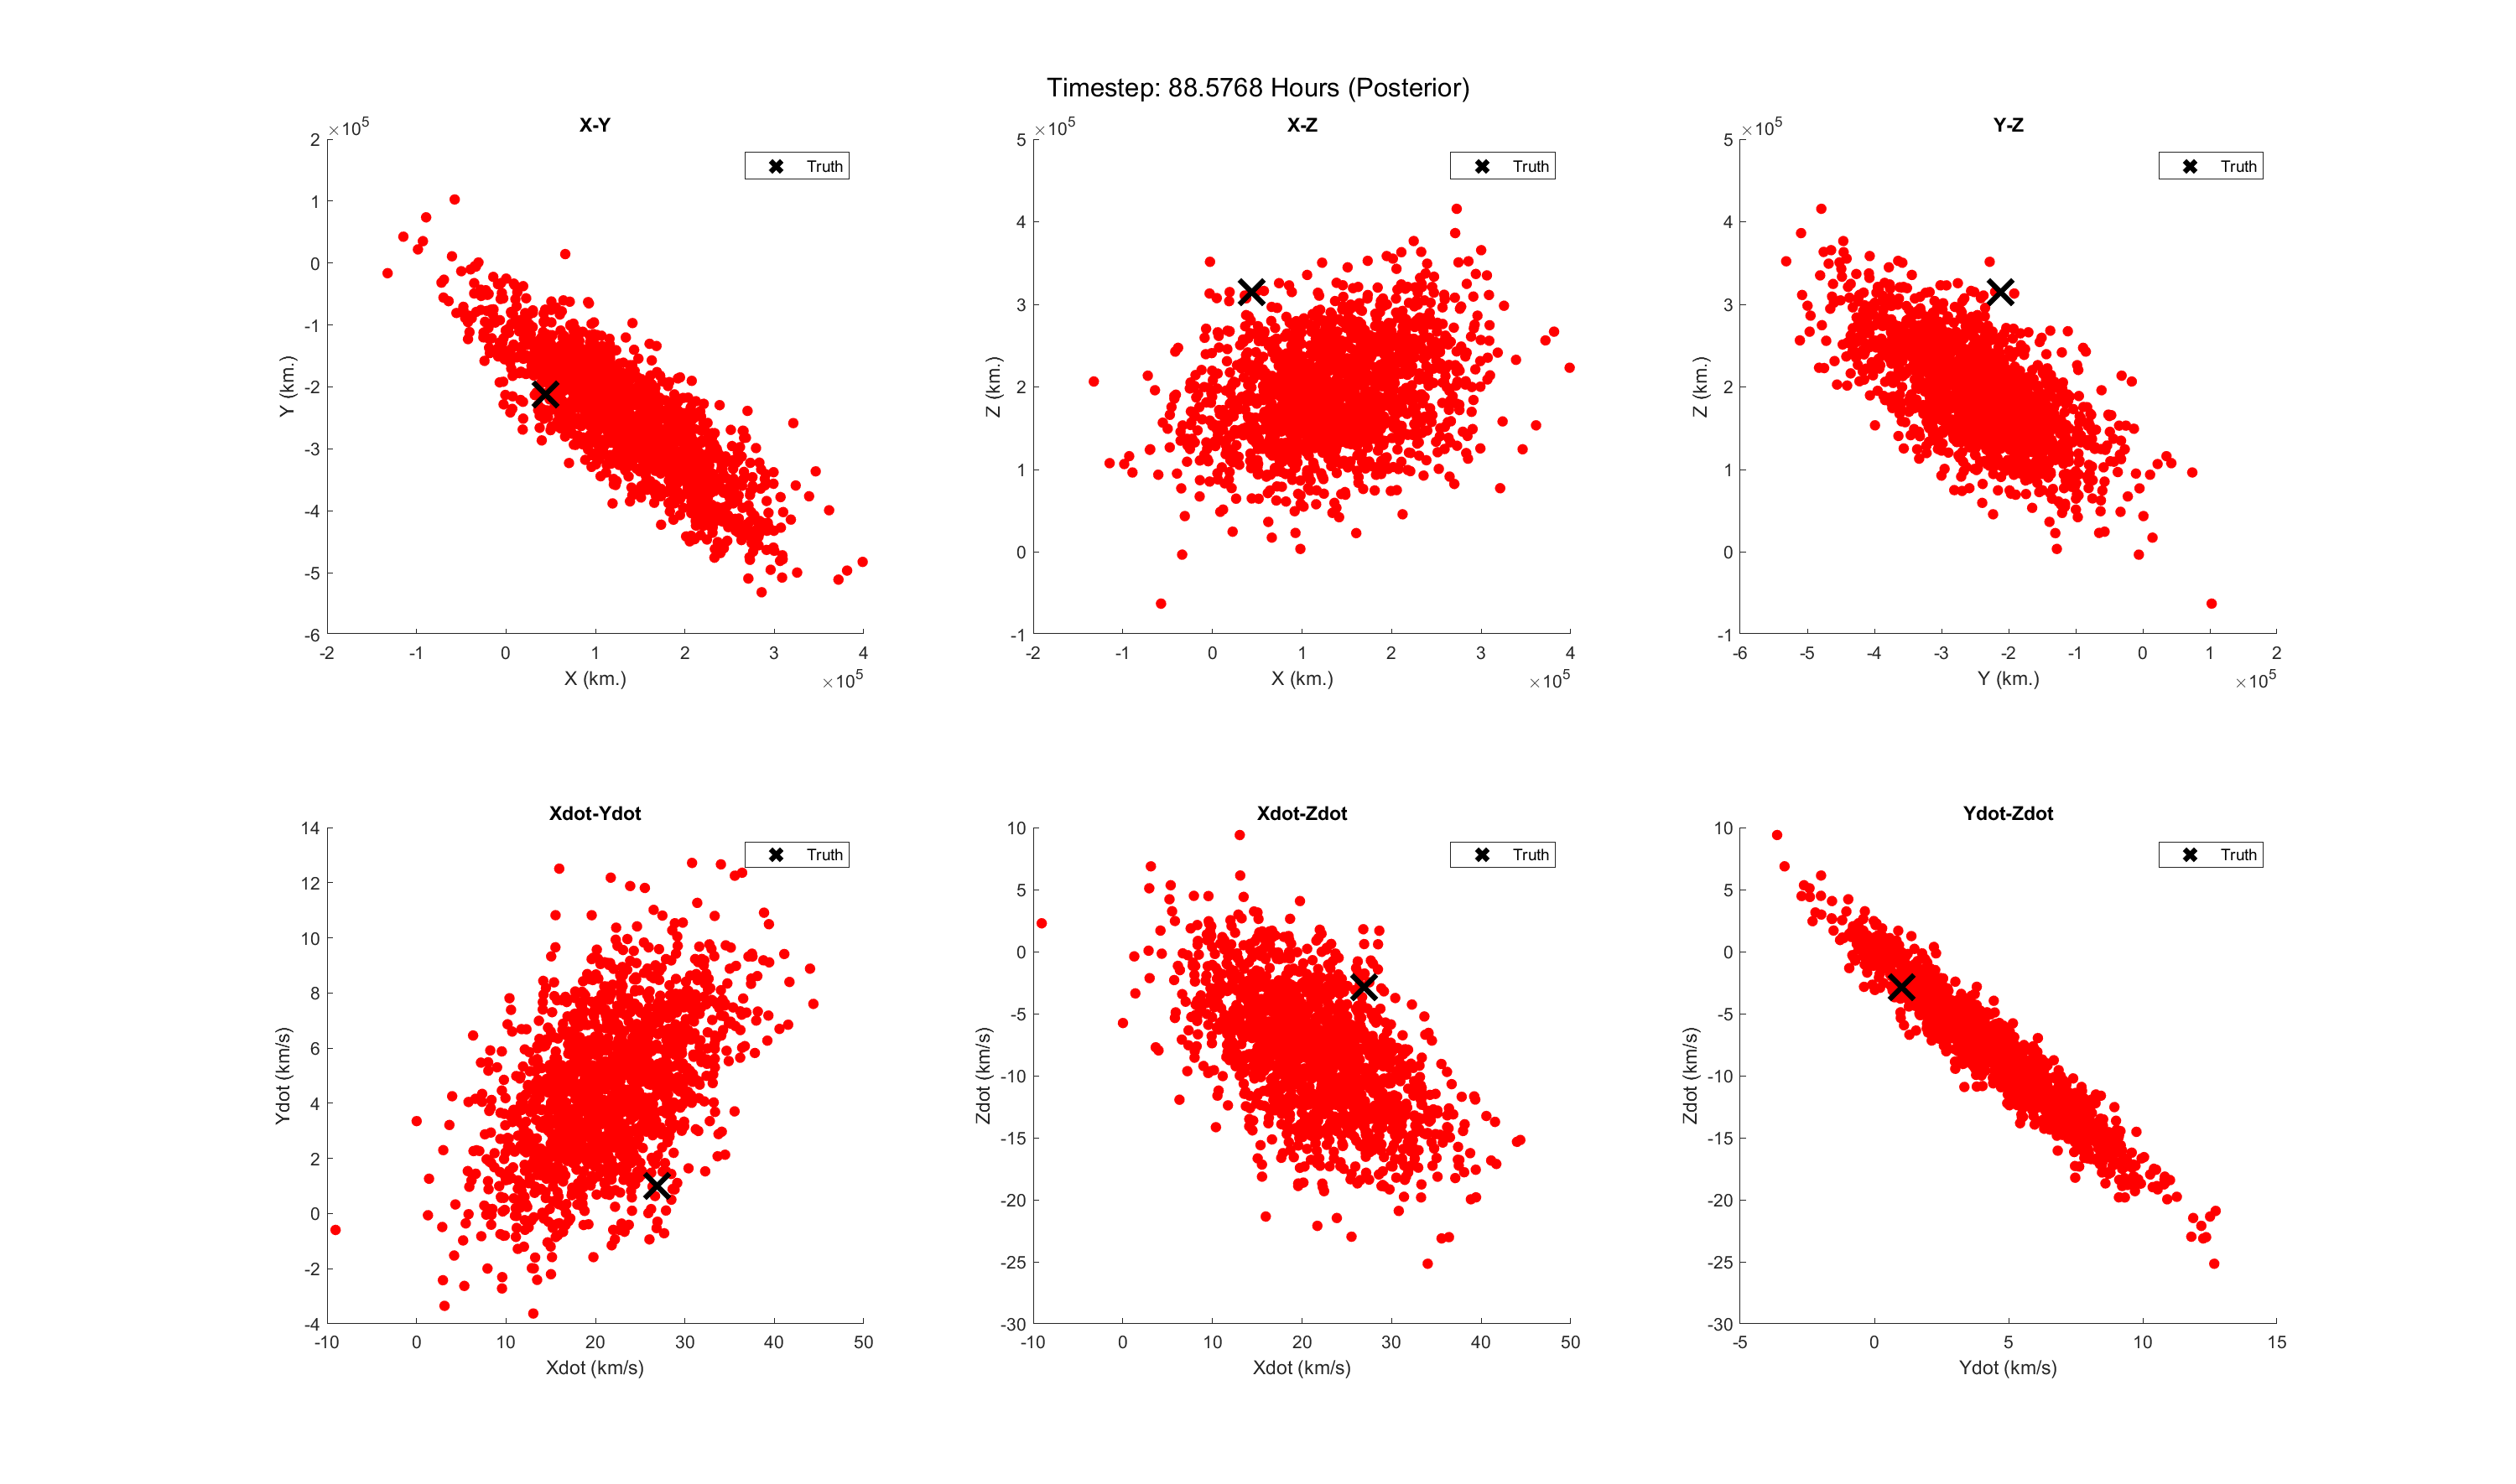 Timestep: 88.5768 Hours (Posterior)
X-Y
×10^5
Truth
2
1
0
-1
-2
-3
-4
-5
-6
Y (km.)
-2 -1 0 1 2 3 4
X (km.)
×10^5
X-Z
×10^5
Truth
5
4
3
2
1
0
-1
Z (km.)
-2 -1 0 1 2 3 4
X (km.)
×10^5
Y-Z
×10^5
Truth
5
4
3
2
1
0
-1
Z (km.)
-6 -5 -4 -3 -2 -1 0 1 2
Y (km.)
×10^5
Xdot-Ydot
Truth
14
12
10
8
6
4
2
0
-2
-4
Ydot (km/s)
-10 0 10 20 30 40 50
Xdot (km/s)
Xdot-Zdot
Truth
10
5
0
-5
-10
-15
-20
-25
-30
Zdot (km/s)
-10 0 10 20 30 40 50
Xdot (km/s)
Ydot-Zdot
Truth
10
5
0
-5
-10
-15
-20
-25
-30
Zdot (km/s)
-5 0 5 10 15
Ydot (km/s)